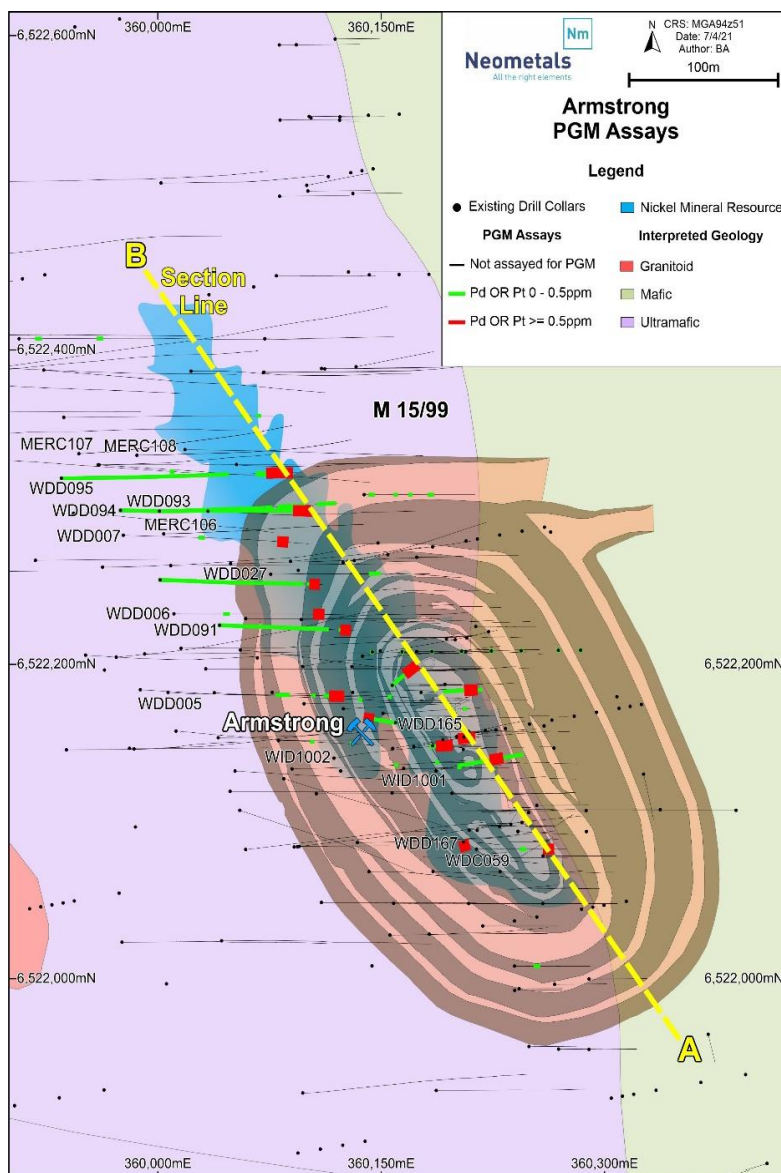 360,000mE
360,150mE
6,522,600mN
Nm
Neometals
All the right elements
N
CRS: MGA94z51
Date: 7/4/21
Author: BA
100m
Armstrong
PGM Assays
Legend
Existing Drill Collars
Nickel Mineral Resource
PGM Assays
Interpreted Geology
Not assayed for PGM
Granitoid
Pd OR Pt 0 - 0.5ppm
Mafic
Pd OR Pt >= 0.5ppm
Ultramafic
B
Section
Line
6,522,400mN
6,522,400mN
M 15/99
MERC107
MERC108
WDD095
WDD093
WDD094
MERC106
WDD007
WDD027
WDD006
WDD091
6,522,200mN
6,522,200mN
WDD005
Armstrong
WDD165
WID1002
WID1001
WDD167
WDC059
6,522,000mN
6,522,000mN
A
360,000mE
360,150mE
360,300mE